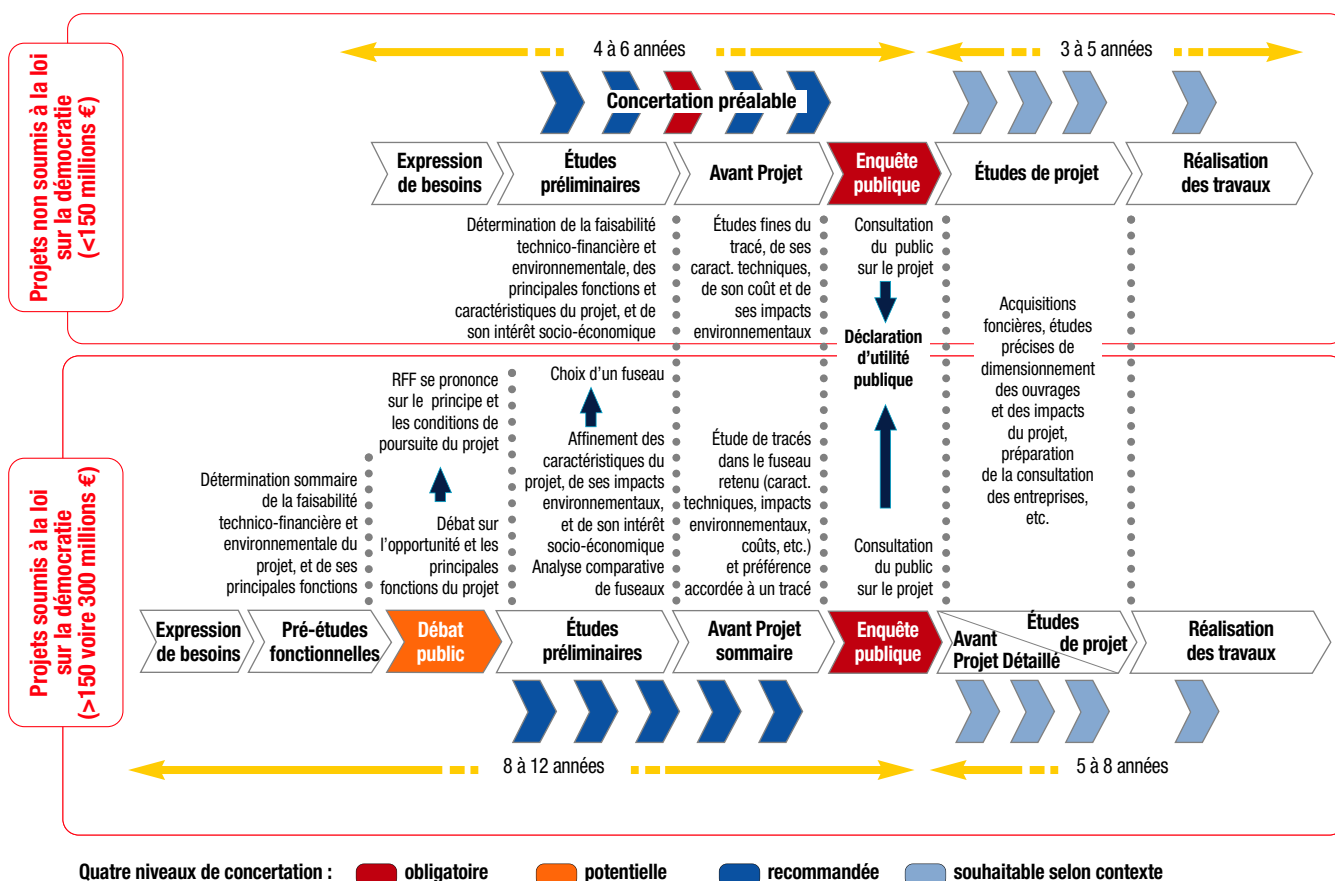 Projets non soumis à la loi
sur la démocratie
(<150 millions €)
4 à 6 années
3 à 5 années
Concertation préalable
Expression
de besoins
Études
préliminaires
Avant Projet
Enquête
publique
Études de projet
Réalisation
des travaux
Détermination de la faisabilité
technico-financière et
environnementale, des
principales fonctions et
caractéristiques du projet, et de
son intérêt socio-économique
Études fines du
tracé, de ses
caract. techniques,
de son coût et de
ses impacts
environnementaux
Consultation
du public
sur le projet
Déclaration
d'utilité
publique
Acquisitions
foncières, études
précises de
dimensionnement
des ouvrages
et des impacts
du projet,
préparation
de la consultation
des entreprises,
etc.
Projets soumis à la loi
sur la démocratie
(>150 voire 300 millions €)
Détermination sommaire
de la faisabilité
technico-financière et
environnementale du
projet, et de ses
principales fonctions
RFF se prononce
sur le principe et
les conditions de
poursuite du projet
Débat sur
l'opportunité et les
principales
fonctions du projet
Choix d'un fuseau
Affinement des
caractéristiques du
projet, de ses impacts
environnementaux,
et de son intérêt
socio-économique
Analyse comparative
de fuseaux
Étude de tracés
dans le fuseau
retenu (caract.
techniques, impacts
environnementaux,
coûts, etc.)
et préférence
accordée à un tracé
Consultation
du public
sur le projet
Expression
de besoins
Pré-études
fonctionnelles
Débat
public
Études
préliminaires
Avant Projet
sommaire
Enquête
publique
Avant
Projet Détaillé
Études
de projet
Réalisation
des travaux
8 à 12 années
5 à 8 années
Quatre niveaux de concertation :
obligatoire
potentielle
recommandée
souhaitable selon contexte